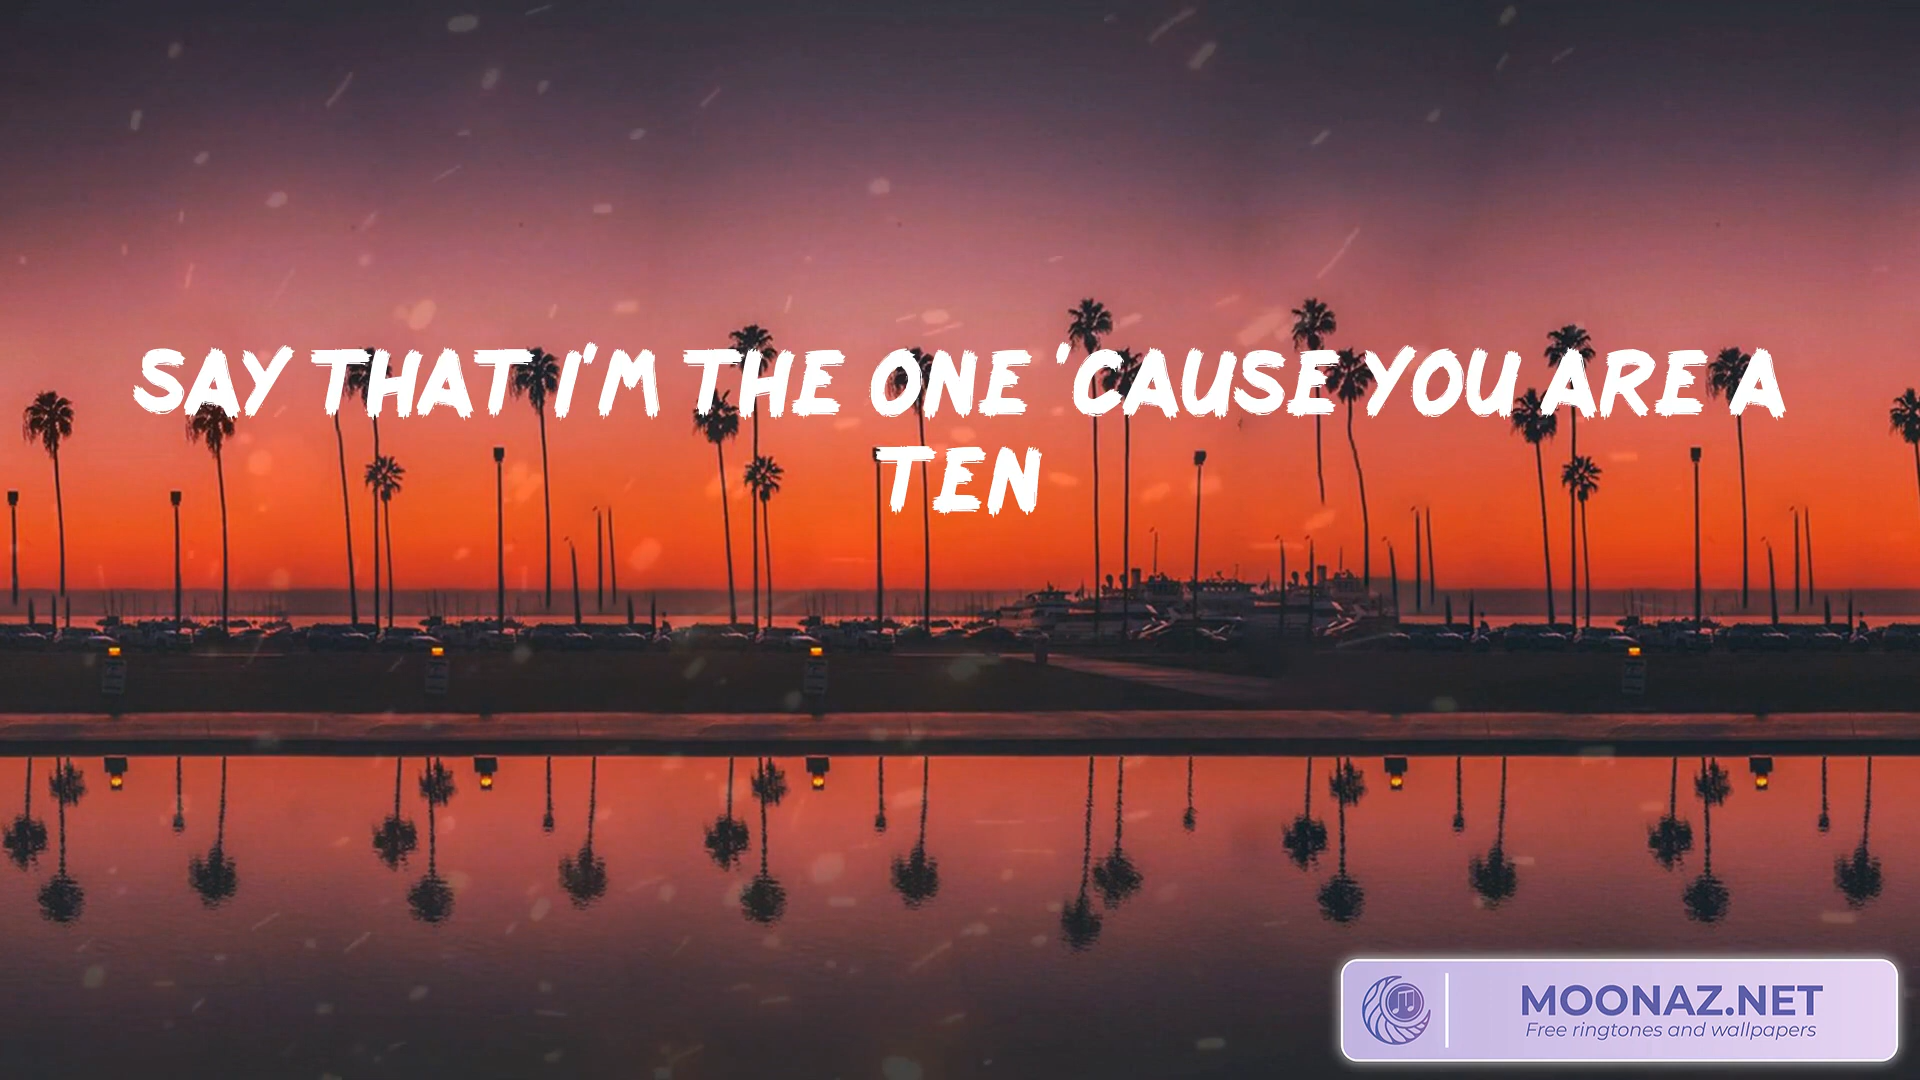 SAY THAT I'M THE ONE 'CAUSE YOU ARE A
TEN
MOONAZ.NET
Free ringtones and wallpapers